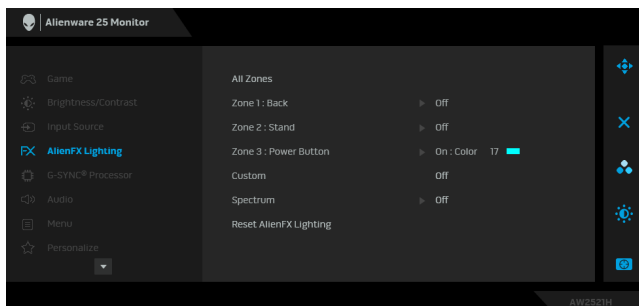 Alienware 25 Monitor
Game
Brightness/Contrast
Input Source
AlienFX Lighting
G-SYNC® Processor
Audio
Menu
Personalize
All Zones
Zone 1 : Back Off
Zone 2 : Stand Off
Zone 3 : Power Button On : Color 17
Custom Off
Spectrum Off
Reset AlienFX Lighting
AW2521H